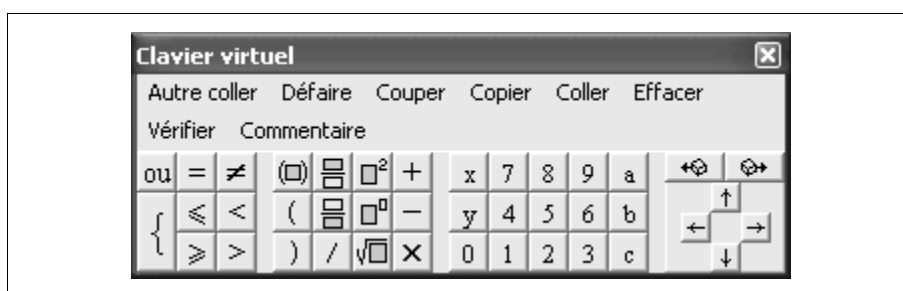 Clavier virtuel
Autre coller Défaire Couper Copier Coller Effacer
Vérifier Commentaire
ou = ≠ (□) □² + x 7 8 9 a
{ ⩽ < ( □^□ − y 4 5 6 b
⩾ > ) / √□ × 0 1 2 3 c